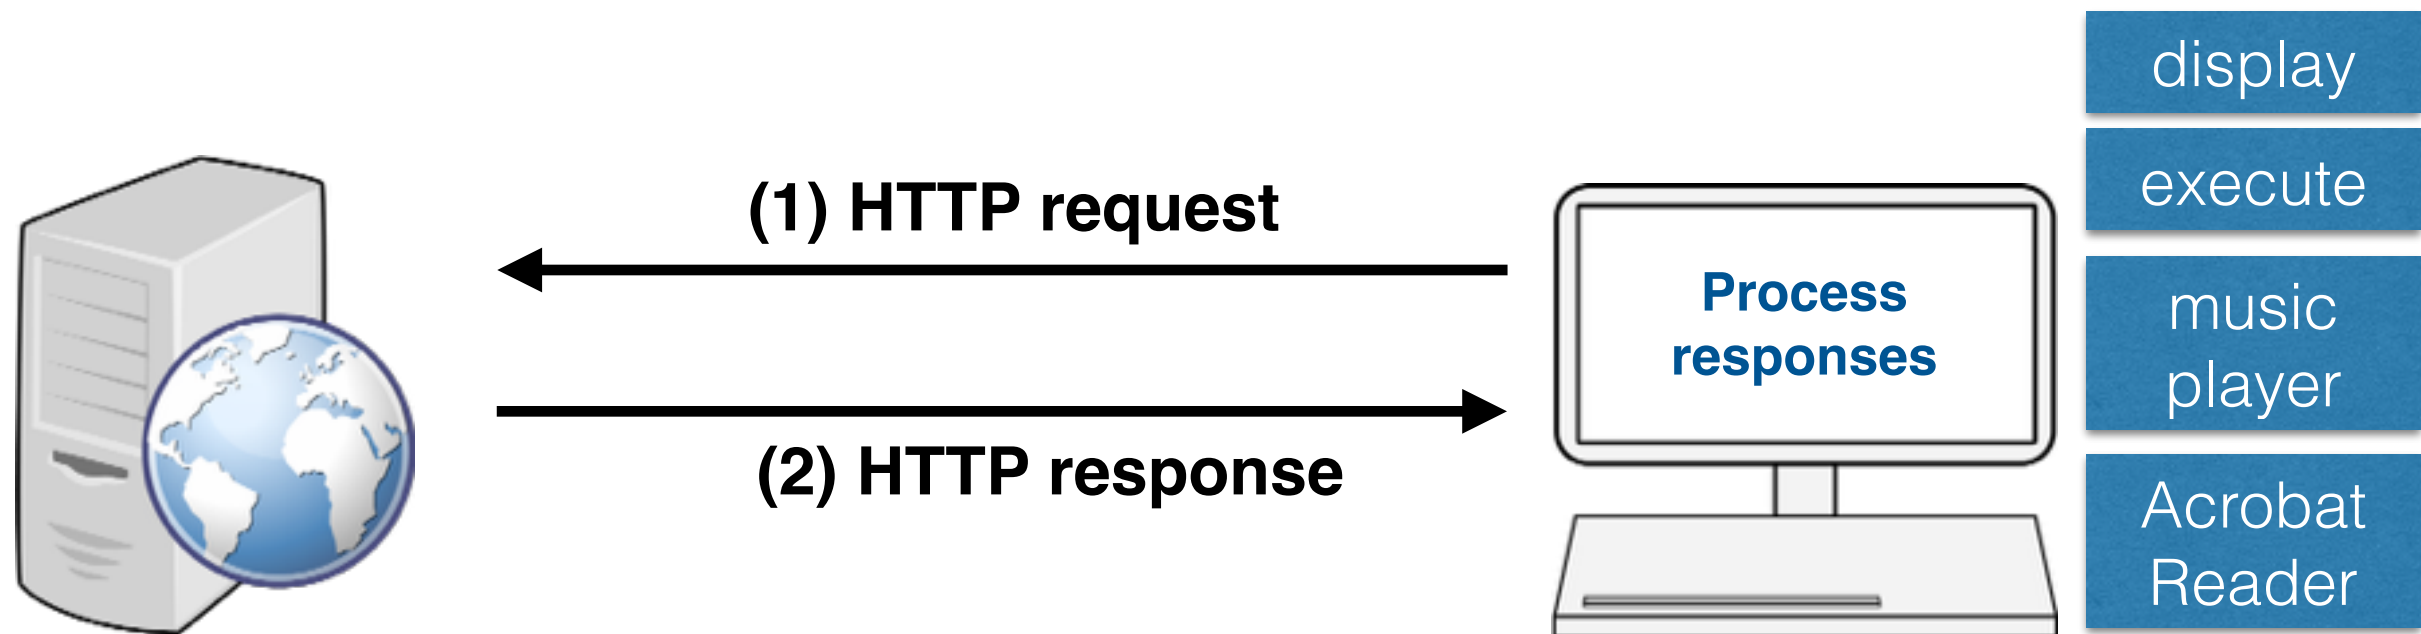 (1) HTTP request
(2) HTTP response
Process
responses
display
execute
music
player
Acrobat
Reader